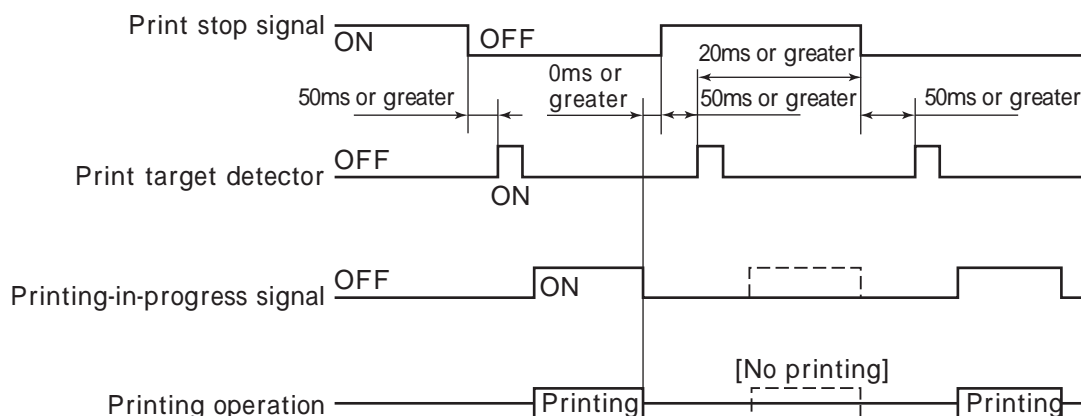 Print stop signal
ON
OFF
20ms or greater
0ms or
greater
50ms or greater
50ms or greater
50ms or greater
Print target detector
OFF
ON
Printing-in-progress signal
OFF
ON
[No printing]
Printing operation
Printing
Printing